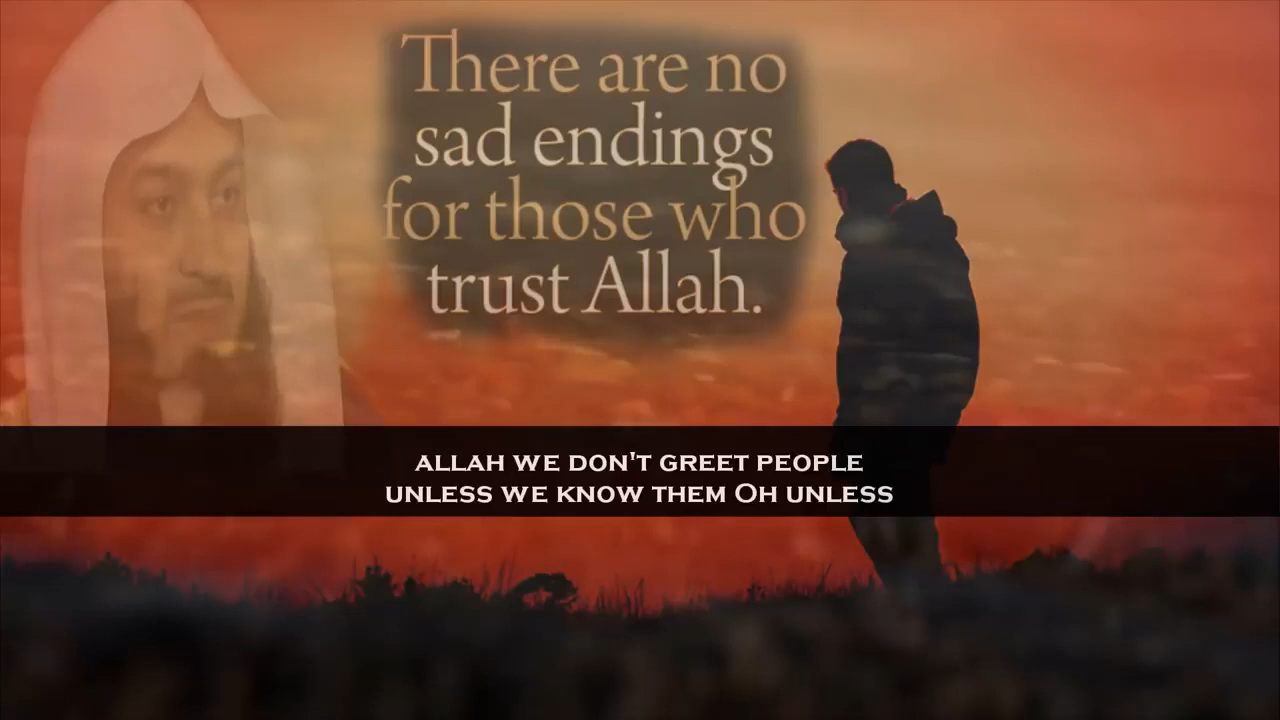 There are no
sad endings
for those who
trust Allah.
ALLAH WE DON'T GREET PEOPLE
UNLESS WE KNOW THEM OH UNLESS